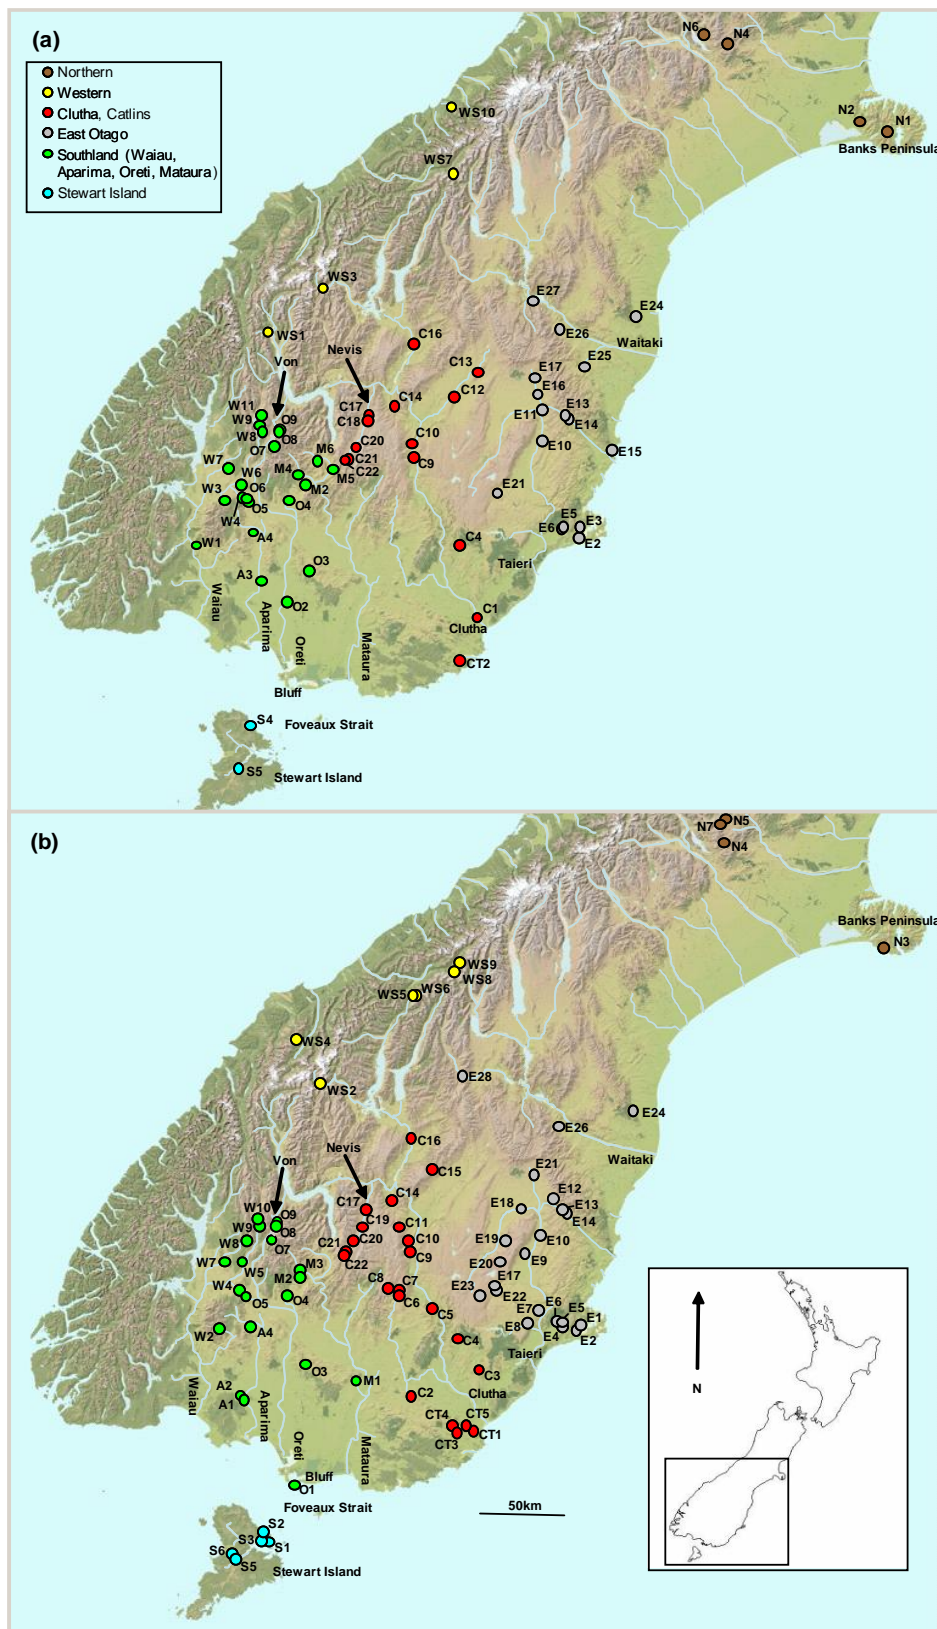 (a)
Northern
Western
Clutha, Catlins
East Otago
Southland (Waiau,
Aparima, Oreti, Mataura)
Stewart Island
N6
N4
WS10
N2
N1
Banks Peninsula
WS7
WS3
E27
E24
WS1
Nevis
C16
E26
Waitaki
Von
C13
E25
E17
C12
E16
W11
C17
C14
E11
E13
W9
O9
C18
E14
W8
O8
C10
E10
E15
O7
M6
C20
C21
C9
W7
W6
M4
M5
C22
O6
M2
E21
W3
O5
O4
W4
E5
E3
E6
A4
C4
E2
W1
Taieri
O3
A3
O2
C1
Waiau
Aparima
Clutha
Oreti
Mataura
CT2
Bluff
S4
Foveaux Strait
S5
Stewart Island
(b)
N5
N7
N4
Banks Peninsula
N3
WS9
WS8
WS6
WS5
WS4
WS2
E28
E24
E26
C16
Nevis
Waitaki
Von
C15
E21
C14
E12
C17
E18
E13
W10
O9
C19
C11
E14
W9
O8
C20
C10
E10
W8
O7
C21
E19
C9
E9
W7
W5
M3
C22
E20
M2
C8
C7
E17
W4
O5
O4
C6
E23
E22
C5
E7
E6
E5
E1
W2
A4
E8
E4
E2
C4
Taieri
O3
C3
M1
A2
C2
Clutha
Waiau
A1
Aparima
CT4
CT5
Oreti
Mataura
CT3
CT1
N
Bluff
O1
50km
Foveaux Strait
S2
S3
S1
S6
S5
Stewart Island